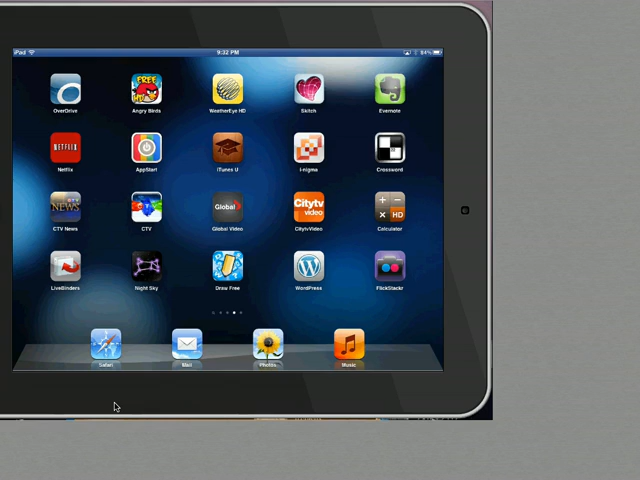 iPad 9:32 PM 84%
FREE
HD
OverDrive Angry Birds WeatherEye HD Skitch Evernote
NETFLIX
Netflix AppStart iTunes U i-nigma Crossword
CTV
NEWS
Global
Citytv
video
HD
CTV News CTV Global Video CitytvVideo Calculator
LiveBinders Night Sky Draw Free WordPress FlickStackr
Safari Mail Photos Music